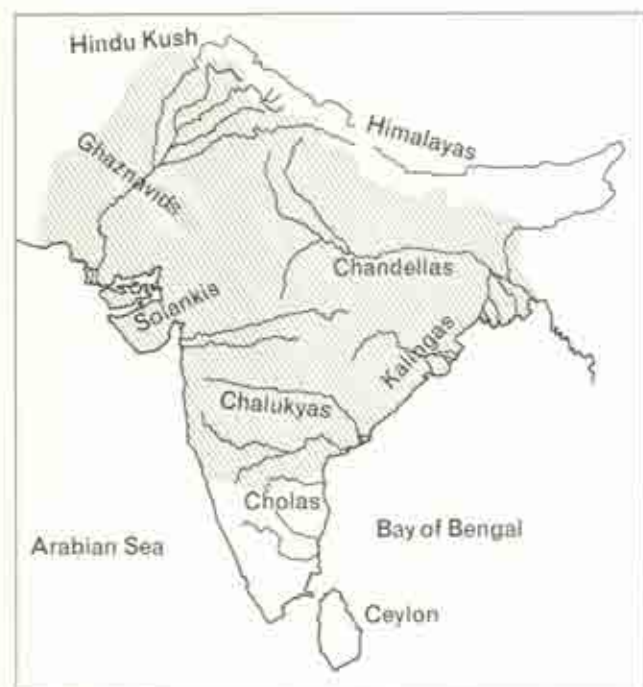 Hindu Kush
Himalayas
Ghaznavids
Chandellas
Solankis
Kalingas
Chalukyas
Cholas
Bay of Bengal
Arabian Sea
Ceylon